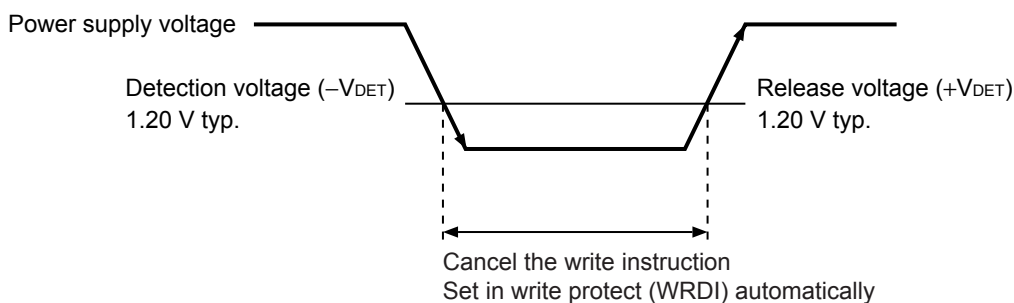 Power supply voltage
Detection voltage (−VDET)
1.20 V typ.
Release voltage (+VDET)
1.20 V typ.
Cancel the write instruction
Set in write protect (WRDI) automatically